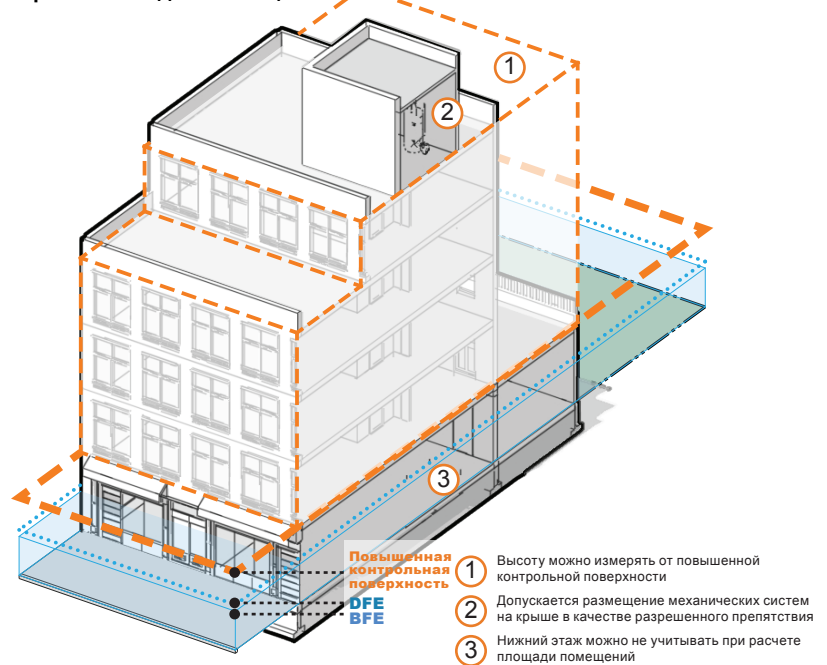 1
2
3
Повышенная
контрольная
поверхность
DFE
BFE
1 Высоту можно измерять от повышенной
контрольной поверхности
2 Допускается размещение механических систем
на крыше в качестве разрешенного препятствия
3 Нижний этаж можно не учитывать при расчете
площади помещений